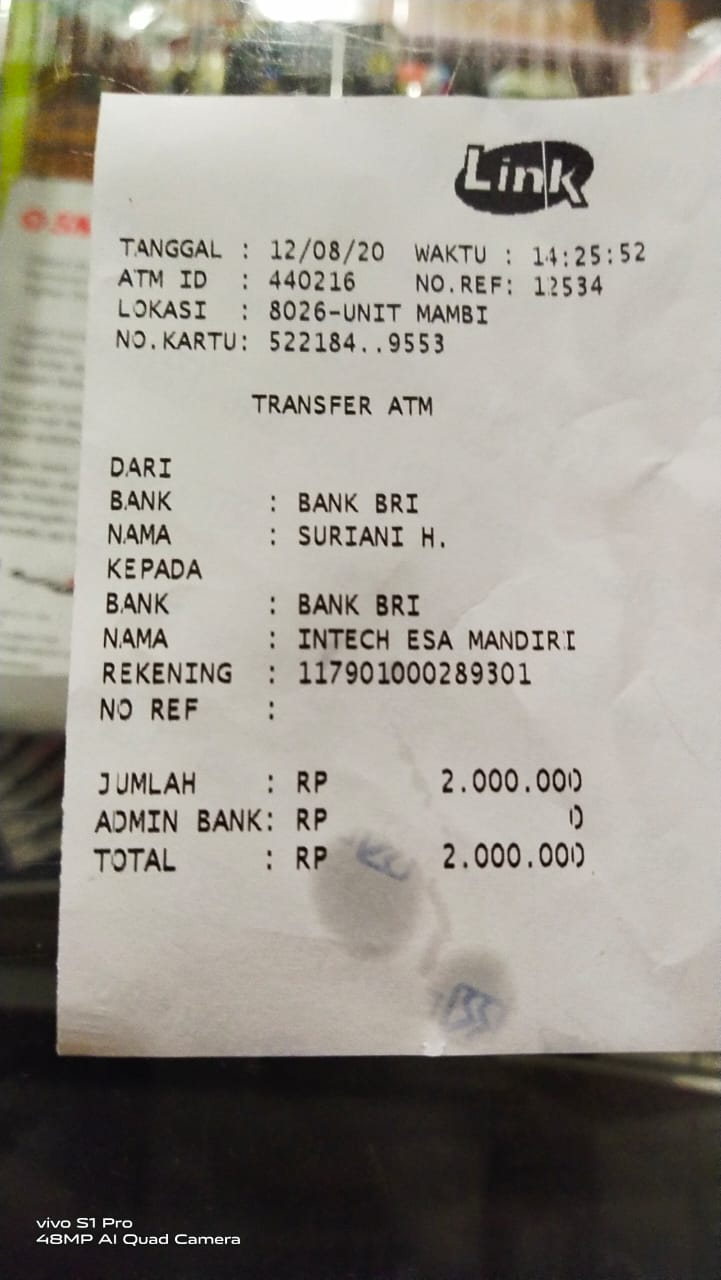 Link
TANGGAL : 12/08/20 WAKTU : 14:25:52
ATM ID : 440216 NO.REF: 12534
LOKASI : 8026-UNIT MAMBI
NO.KARTU: 522184..9553
TRANSFER ATM
DARI
BANK : BANK BRI
NAMA : SURIANI H.
KEPADA
BANK : BANK BRI
NAMA : INTECH ESA MANDIRI
REKENING : 117901000289301
NO REF :
JUMLAH : RP 2.000.000
ADMIN BANK: RP 0
TOTAL : RP 2.000.000
vivo S1 Pro
48MP AI Quad Camera